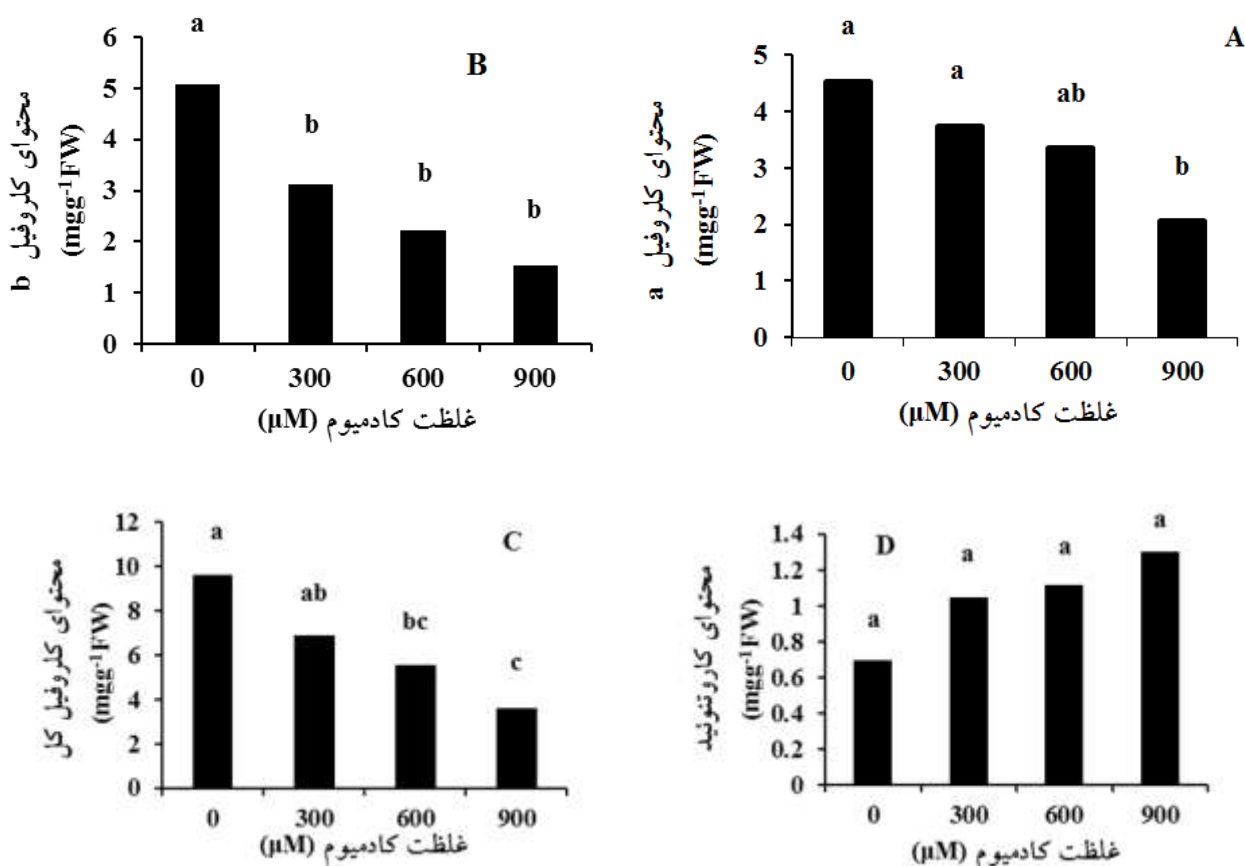 A
محتوای کلروفیل a
(mgg⁻¹FW)
5
4
3
2
1
0
a
a
ab
b
0 300 600 900
غلظت کادمیوم (µM)
B
محتوای کلروفیل b
(mgg⁻¹FW)
6
5
4
3
2
1
0
a
b
b
b
0 300 600 900
غلظت کادمیوم (µM)
C
محتوای کلروفیل کل
(mgg⁻¹FW)
12
10
8
6
4
2
0
a
ab
bc
c
0 300 600 900
غلظت کادمیوم (µM)
D
محتوای کاروتنوئید
(mgg⁻¹FW)
1.4
1.2
1
0.8
0.6
0.4
0.2
0
a
a
a
a
0 300 600 900
غلظت کادمیوم (µM)